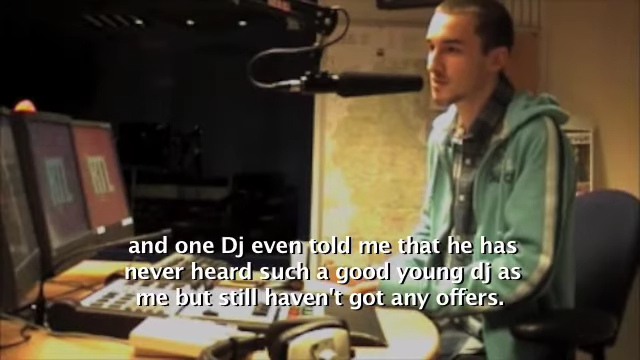 RTL
and one Dj even told me that he has
never heard such a good young dj as
me but still haven't got any offers.